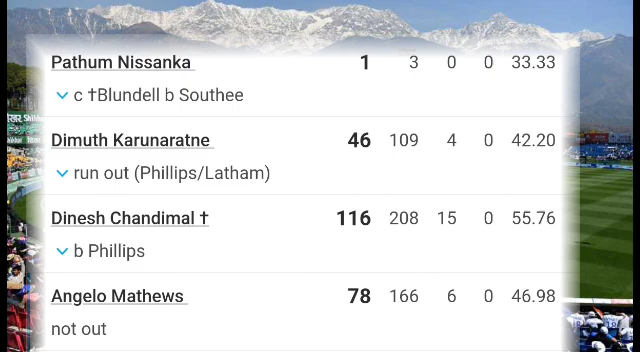 Pathum Nissanka 1 3 0 0 33.33
c †Blundell b Southee
Dimuth Karunaratne 46 109 4 0 42.20
run out (Phillips/Latham)
Dinesh Chandimal † 116 208 15 0 55.76
b Phillips
Angelo Mathews 78 166 6 0 46.98
not out